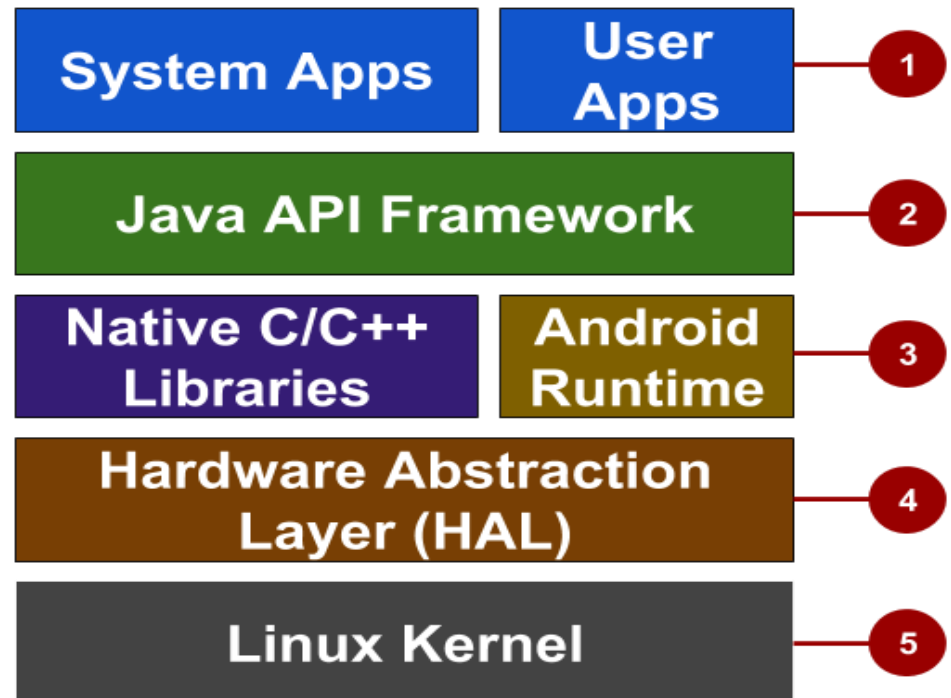 System Apps
User
Apps
1
Java API Framework
2
Native C/C++
Libraries
Android
Runtime
3
Hardware Abstraction
Layer (HAL)
4
Linux Kernel
5